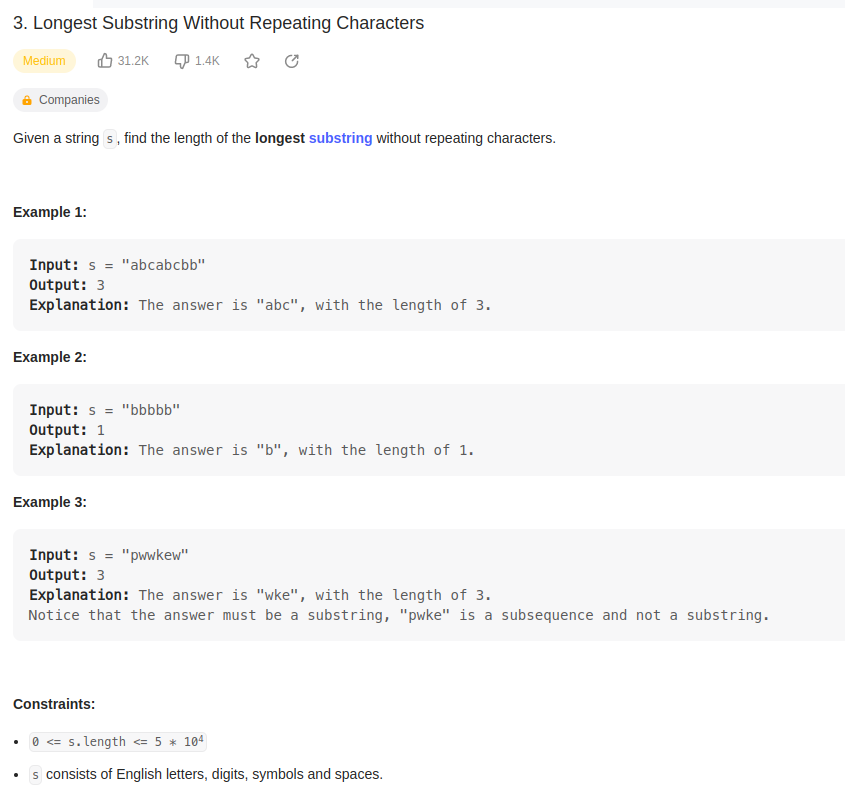 3. Longest Substring Without Repeating Characters
Medium 31.2K 1.4K
Companies
Given a string s, find the length of the longest substring without repeating characters.
Example 1:
Input: s = "abcabcbb"
Output: 3
Explanation: The answer is "abc", with the length of 3.
Example 2:
Input: s = "bbbbb"
Output: 1
Explanation: The answer is "b", with the length of 1.
Example 3:
Input: s = "pwwkew"
Output: 3
Explanation: The answer is "wke", with the length of 3.
Notice that the answer must be a substring, "pwke" is a subsequence and not a substring.
Constraints:
• 0 <= s.length <= 5 * 10⁴
• s consists of English letters, digits, symbols and spaces.